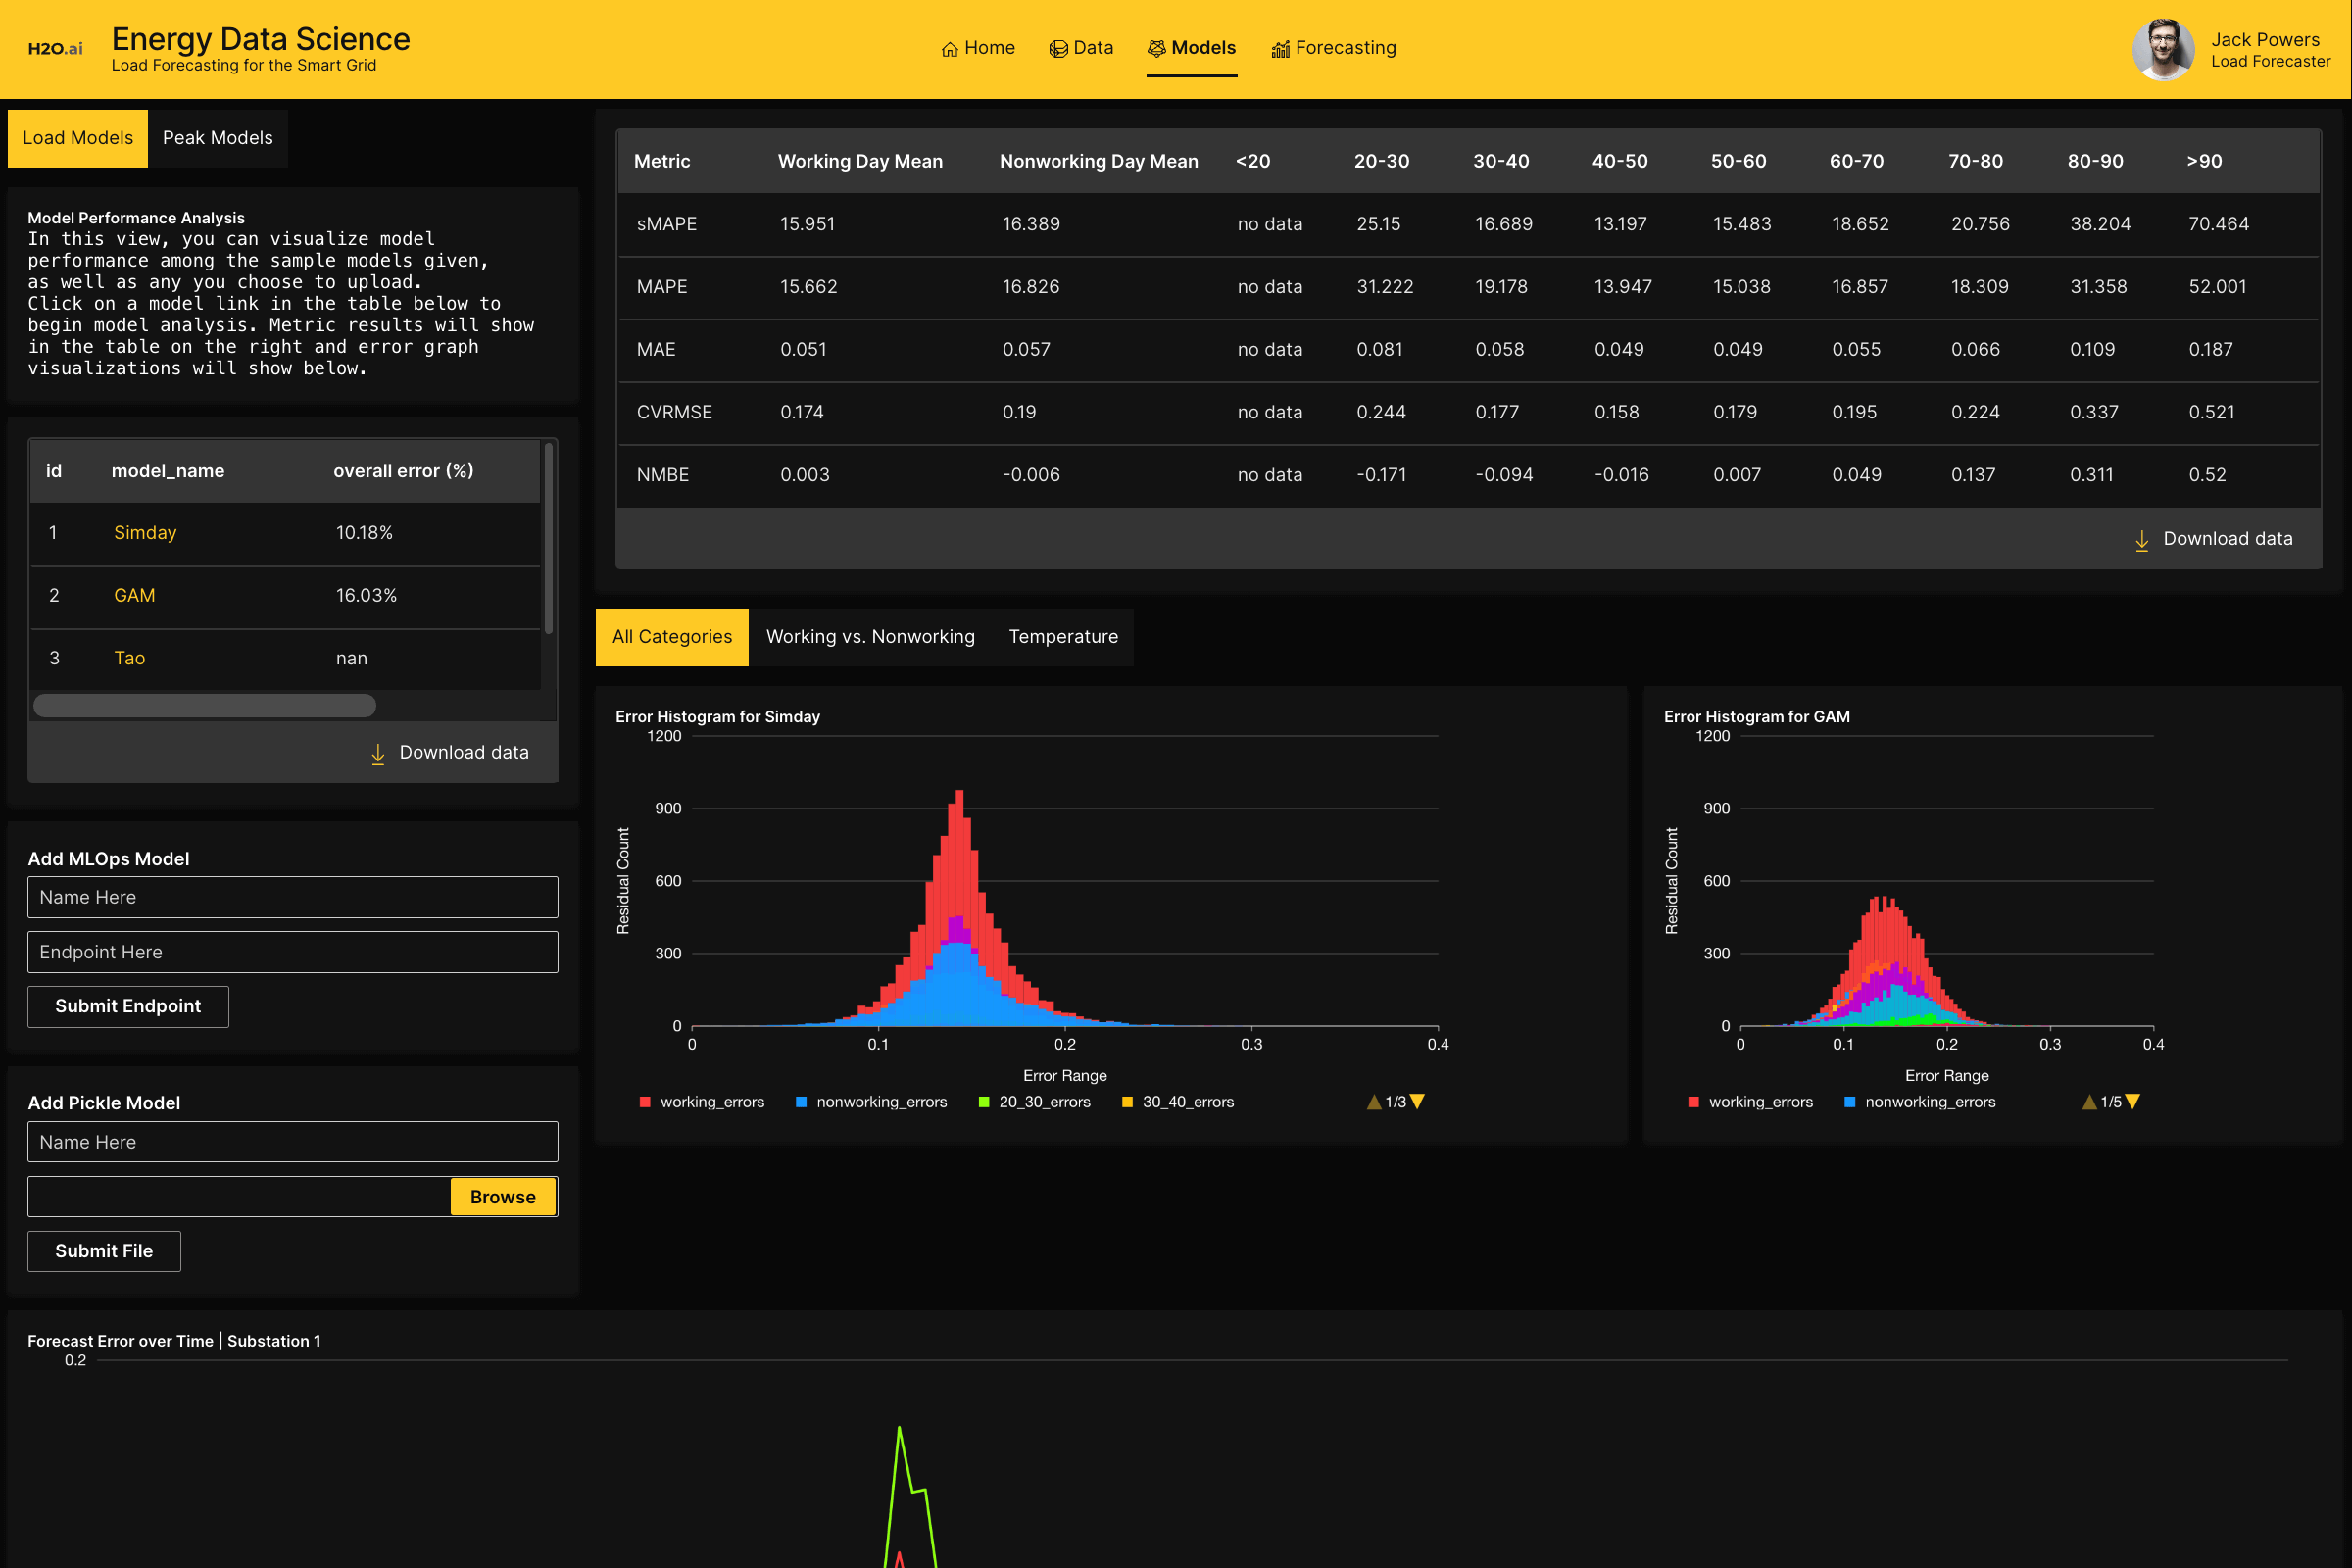 H2O.ai
Energy Data Science
Load Forecasting for the Smart Grid
Home
Data
Models
Forecasting
Jack Powers
Load Forecaster
Load Models
Peak Models
Model Performance Analysis
In this view, you can visualize model
performance among the sample models given,
as well as any you choose to upload.
Click on a model link in the table below to
begin model analysis. Metric results will show
in the table on the right and error graph
visualizations will show below.
id model_name overall error (%)
1 Simday 10.18%
2 GAM 16.03%
3 Tao nan
Download data
Add MLOps Model
Name Here
Endpoint Here
Submit Endpoint
Add Pickle Model
Name Here
Browse
Submit File
Metric Working Day Mean Nonworking Day Mean <20 20-30 30-40 40-50 50-60 60-70 70-80 80-90 >90
sMAPE 15.951 16.389 no data 25.15 16.689 13.197 15.483 18.652 20.756 38.204 70.464
MAPE 15.662 16.826 no data 31.222 19.178 13.947 15.038 16.857 18.309 31.358 52.001
MAE 0.051 0.057 no data 0.081 0.058 0.049 0.049 0.055 0.066 0.109 0.187
CVRMSE 0.174 0.19 no data 0.244 0.177 0.158 0.179 0.195 0.224 0.337 0.521
NMBE 0.003 -0.006 no data -0.171 -0.094 -0.016 0.007 0.049 0.137 0.311 0.52
Download data
All Categories
Working vs. Nonworking
Temperature
Error Histogram for Simday
1200
900
600
300
0
Residual Count
0 0.1 0.2 0.3 0.4
Error Range
working_errors nonworking_errors 20_30_errors 30_40_errors 1/3
Error Histogram for GAM
1200
900
600
300
0
Residual Count
0 0.1 0.2 0.3 0.4
Error Range
working_errors nonworking_errors 1/5
Forecast Error over Time | Substation 1
0.2